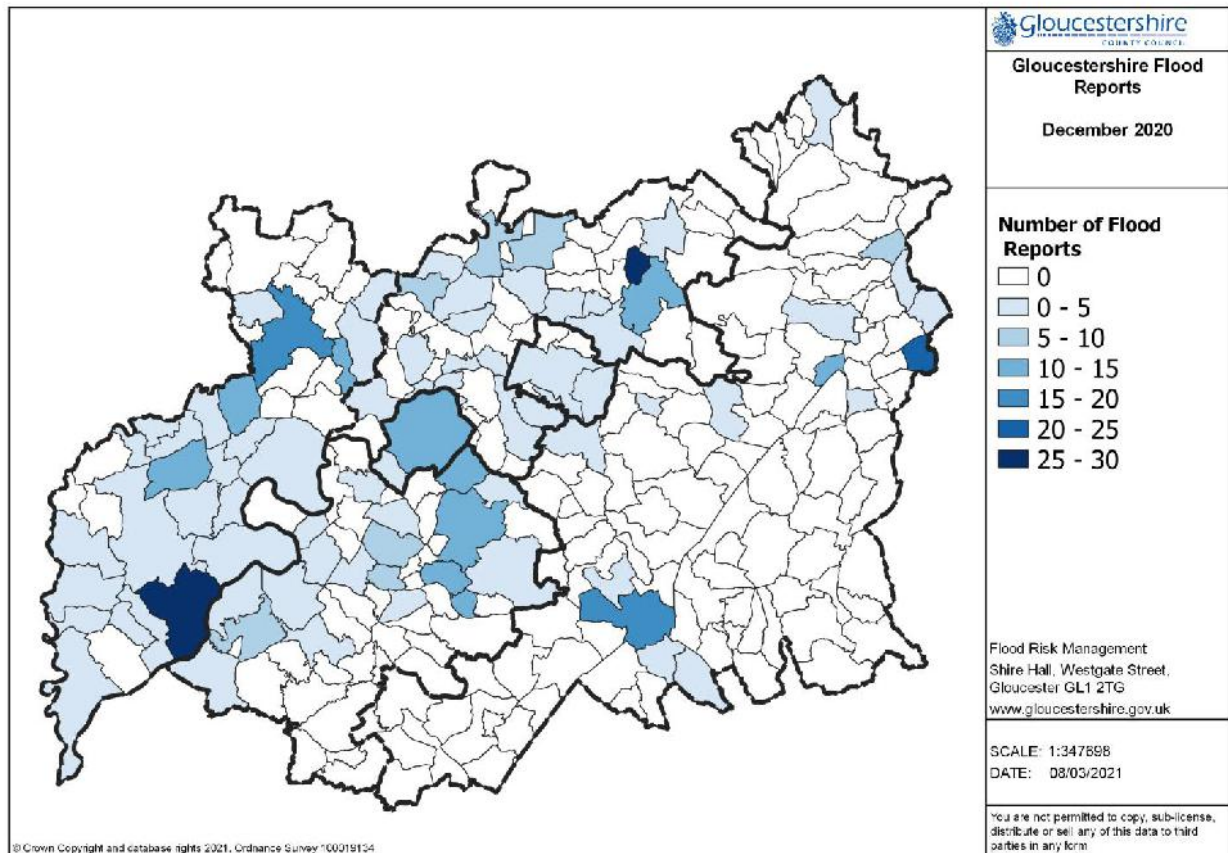 Gloucestershire
COUNTY COUNCIL
Gloucestershire Flood
Reports
December 2020
Number of Flood
Reports
0
0 - 5
5 - 10
10 - 15
15 - 20
20 - 25
25 - 30
Flood Risk Management
Shire Hall, Westgate Street,
Gloucester GL1 2TG
www.gloucestershire.gov.uk
SCALE: 1:347898
DATE: 08/03/2021
You are not permitted to copy, sub-license,
distribute or sell any of this data to third
parties in any form
© Crown Copyright and database rights 2021. Ordnance Survey 100019134